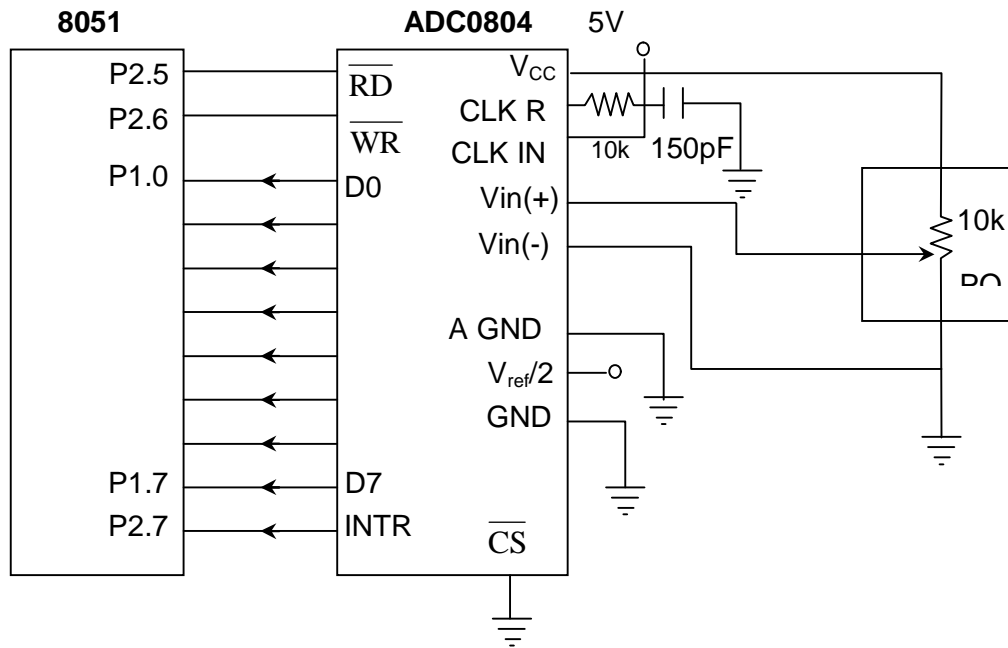 8051
ADC0804
5V
P2.5
P2.6
P1.0
P1.7
P2.7
RD
WR
D0
D7
INTR
VCC
CLK R
CLK IN
Vin(+)
Vin(-)
A GND
Vref/2
GND
CS
10k
150pF
10k